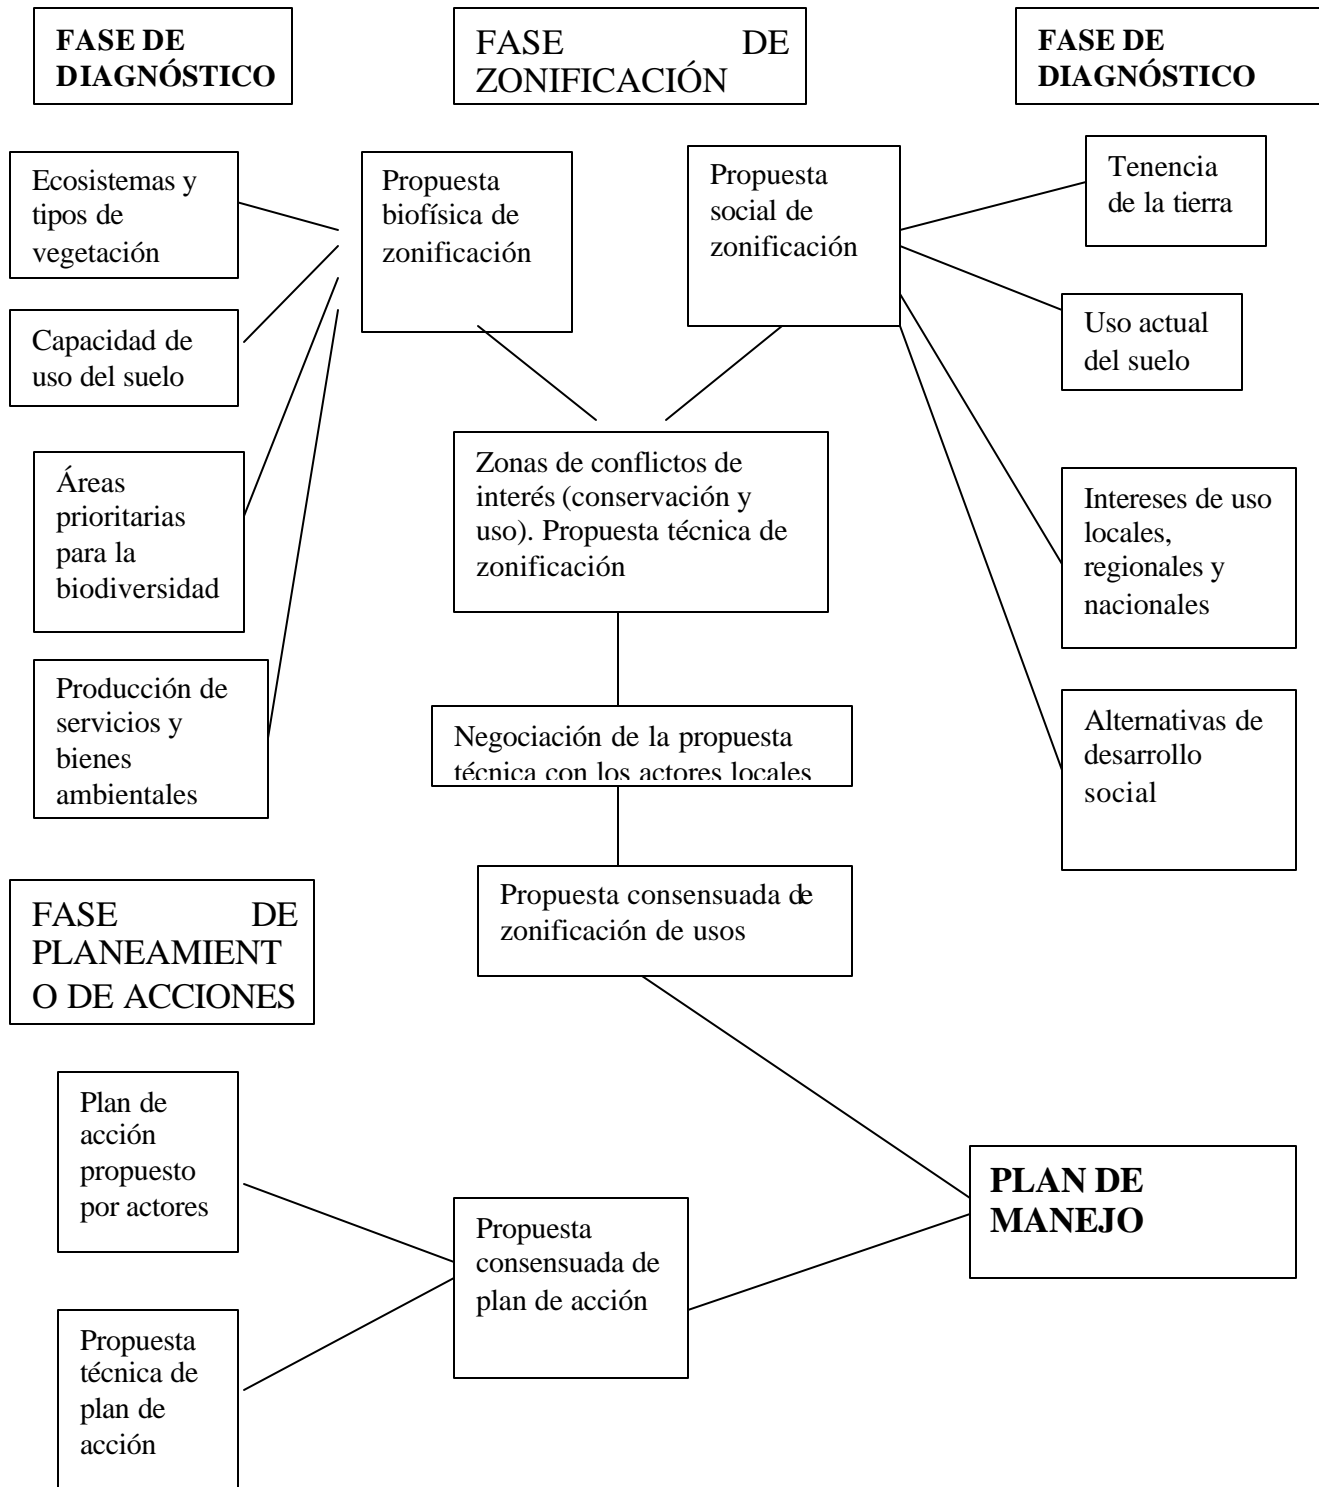 FASE DE
DIAGNÓSTICO
FASE DE
ZONIFICACIÓN
FASE DE
DIAGNÓSTICO
Ecosistemas y
tipos de
vegetación
Propuesta
biofísica de
zonificación
Propuesta
social de
zonificación
Tenencia
de la tierra
Capacidad de
uso del suelo
Uso actual
del suelo
Áreas
prioritarias
para la
biodiversidad
Zonas de conflictos de
interés (conservación y
uso). Propuesta técnica de
zonificación
Intereses de uso
locales,
regionales y
nacionales
Producción de
servicios y
bienes
ambientales
Negociación de la propuesta
técnica con los actores locales
Alternativas de
desarrollo
social
Propuesta consensuada de
zonificación de usos
FASE DE
PLANEAMIENT
O DE ACCIONES
Plan de
acción
propuesto
por actores
Propuesta
consensuada de
plan de acción
PLAN DE
MANEJO
Propuesta
técnica de
plan de
acción